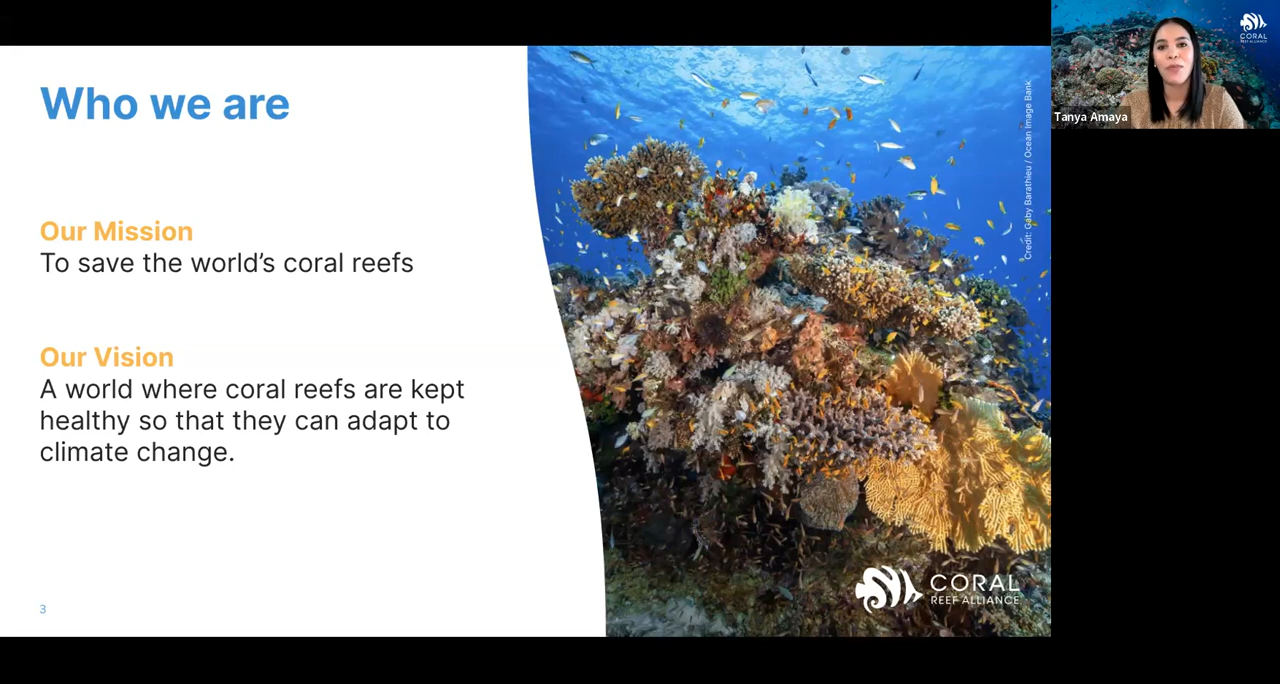 Who we are
Our Mission
To save the world’s coral reefs
Our Vision
A world where coral reefs are kept
healthy so that they can adapt to
climate change.
3
Credit: Gaby Barathieu / Ocean Image Bank
CORAL
REEF ALLIANCE
CORAL
REEF ALLIANCE
Tanya Amaya